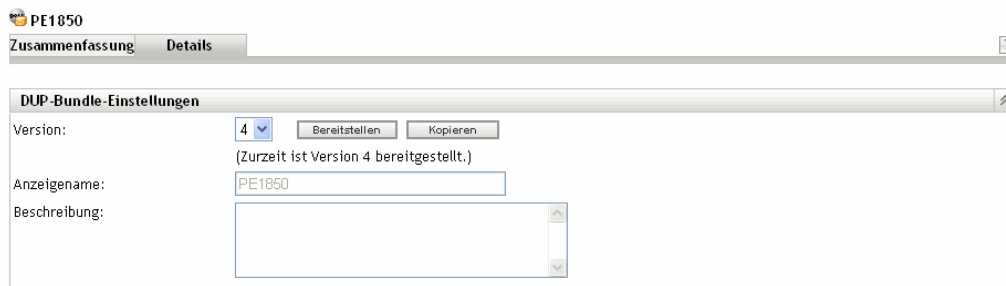 PE1850
Zusammenfassung Details
DUP-Bundle-Einstellungen
Version: 4 Bereitstellen Kopieren
(Zurzeit ist Version 4 bereitgestellt.)
Anzeigename: PE1850
Beschreibung: